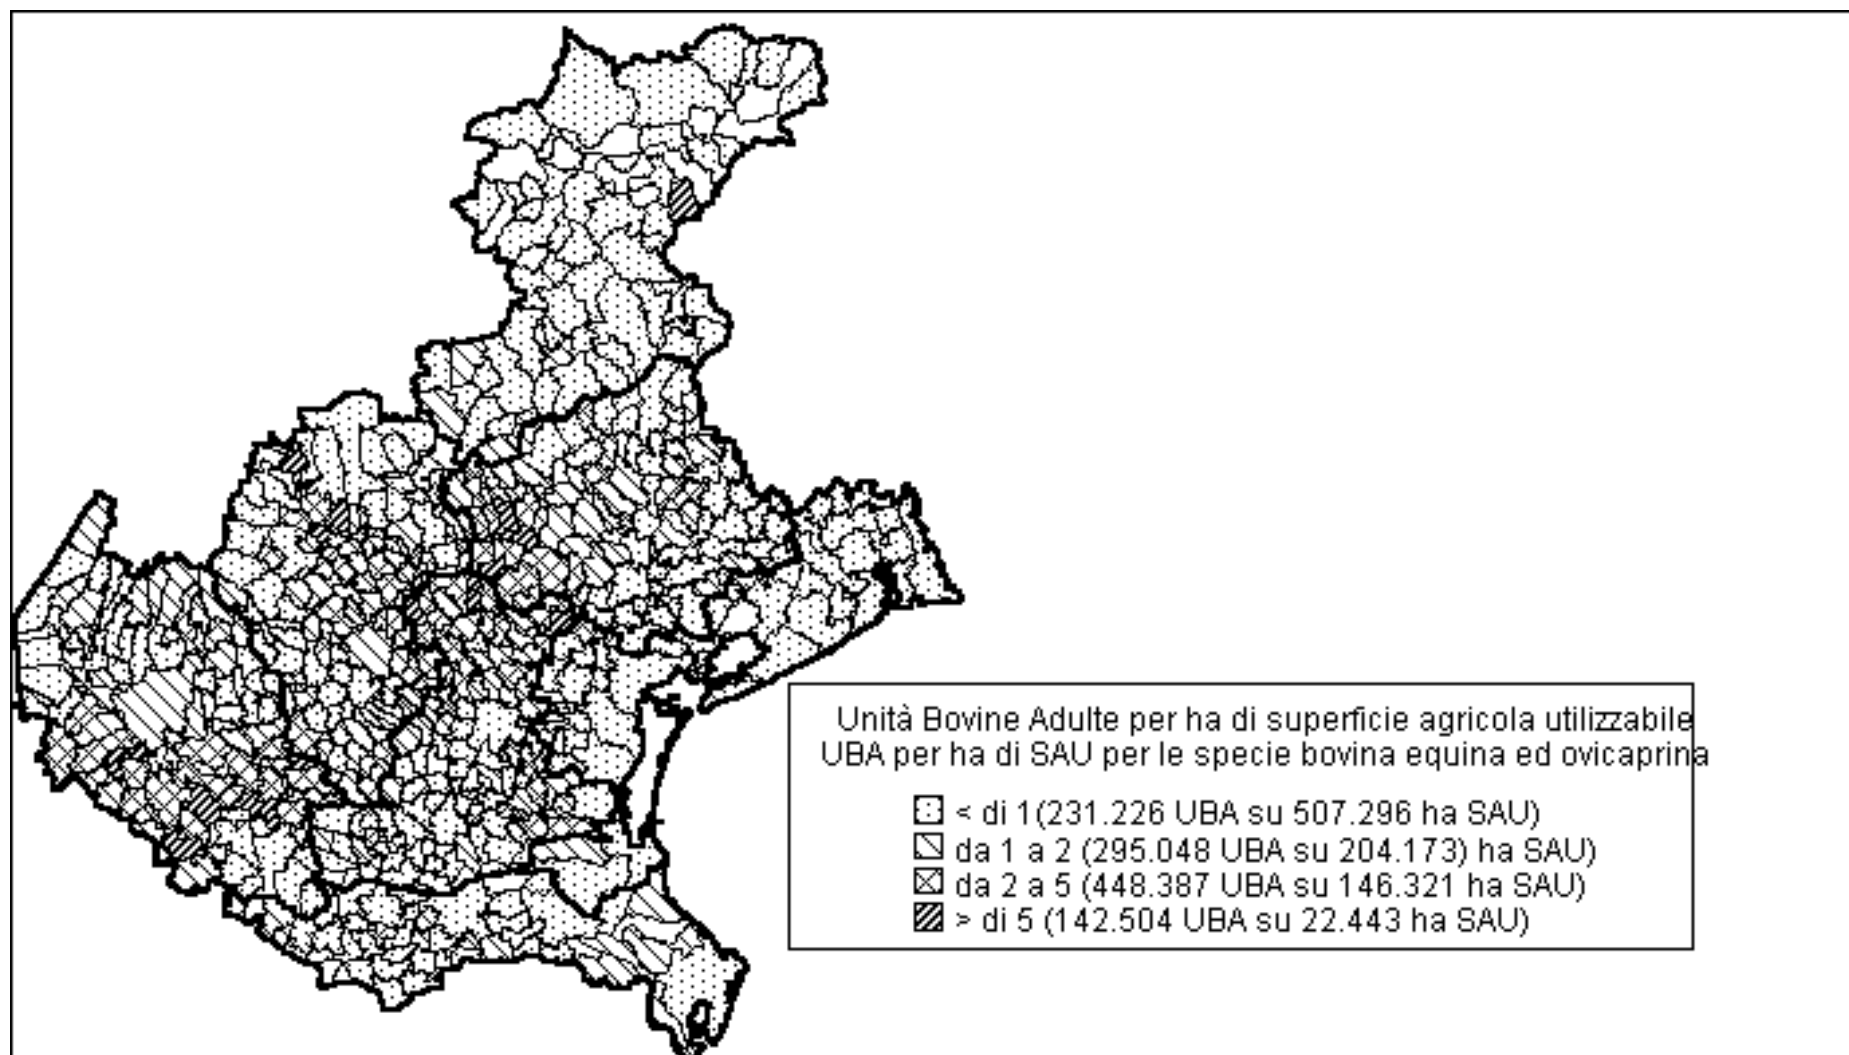 Unità Bovine Adulte per ha di superficie agricola utilizzabile
UBA per ha di SAU per le specie bovina equina ed ovicaprina
< di 1(231.226 UBA su 507.296 ha SAU)
da 1 a 2 (295.048 UBA su 204.173) ha SAU)
da 2 a 5 (448.387 UBA su 146.321 ha SAU)
> di 5 (142.504 UBA su 22.443 ha SAU)